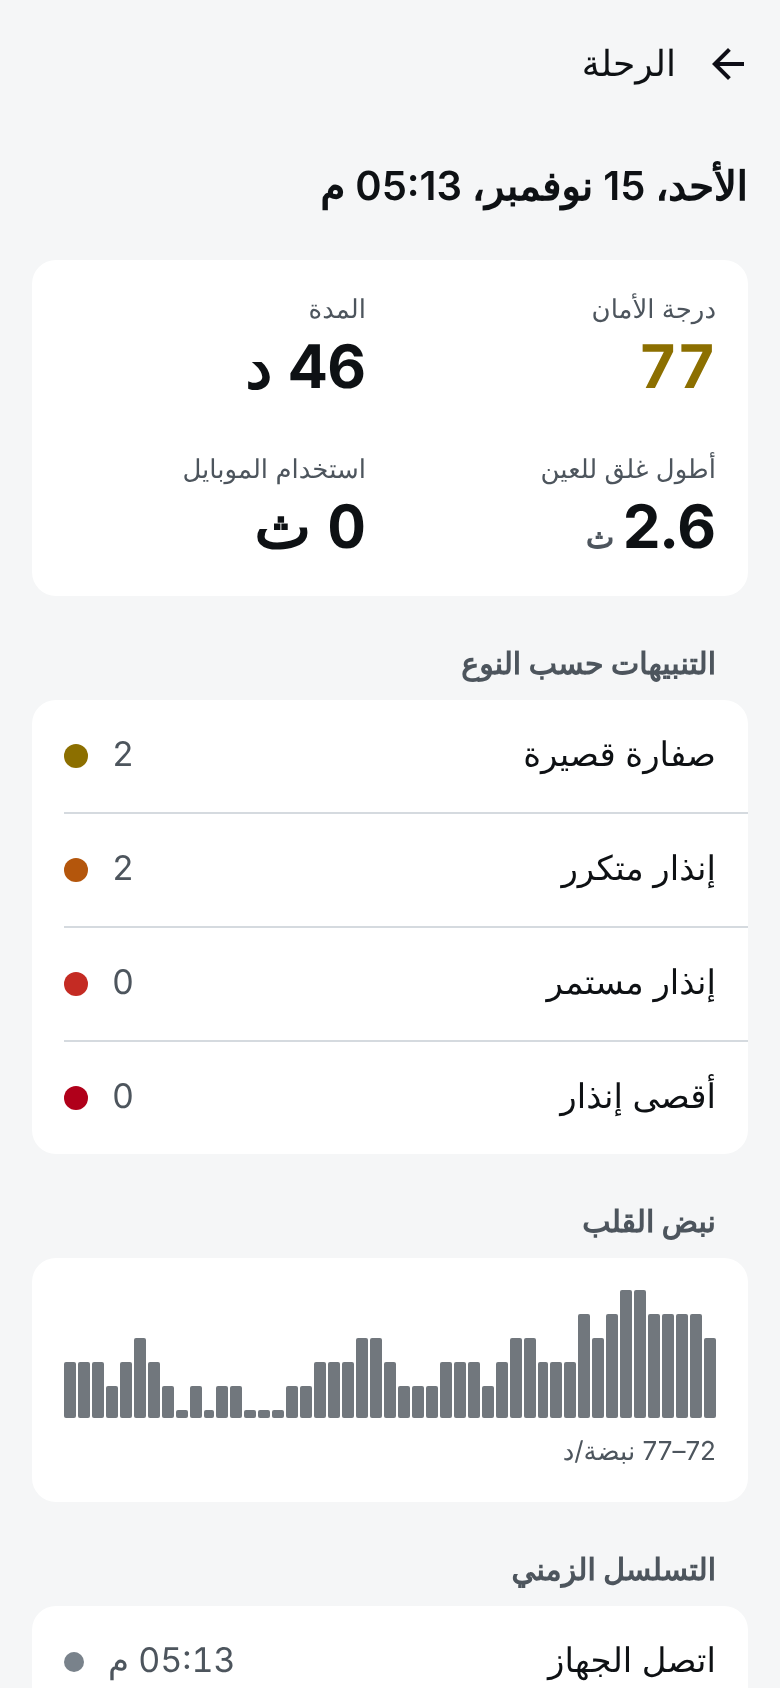 الرحلة
الأحد، 15 نوفمبر، 05:13 م
درجة الأمان
77
المدة
46 د
أطول غلق للعين
2.6 ث
استخدام الموبايل
0 ث
التنبيهات حسب النوع
صفارة قصيرة 2
إنذار متكرر 2
إنذار مستمر 0
أقصى إنذار 0
نبض القلب
72–77 نبضة/د
التسلسل الزمني
اتصل الجهاز 05:13 م